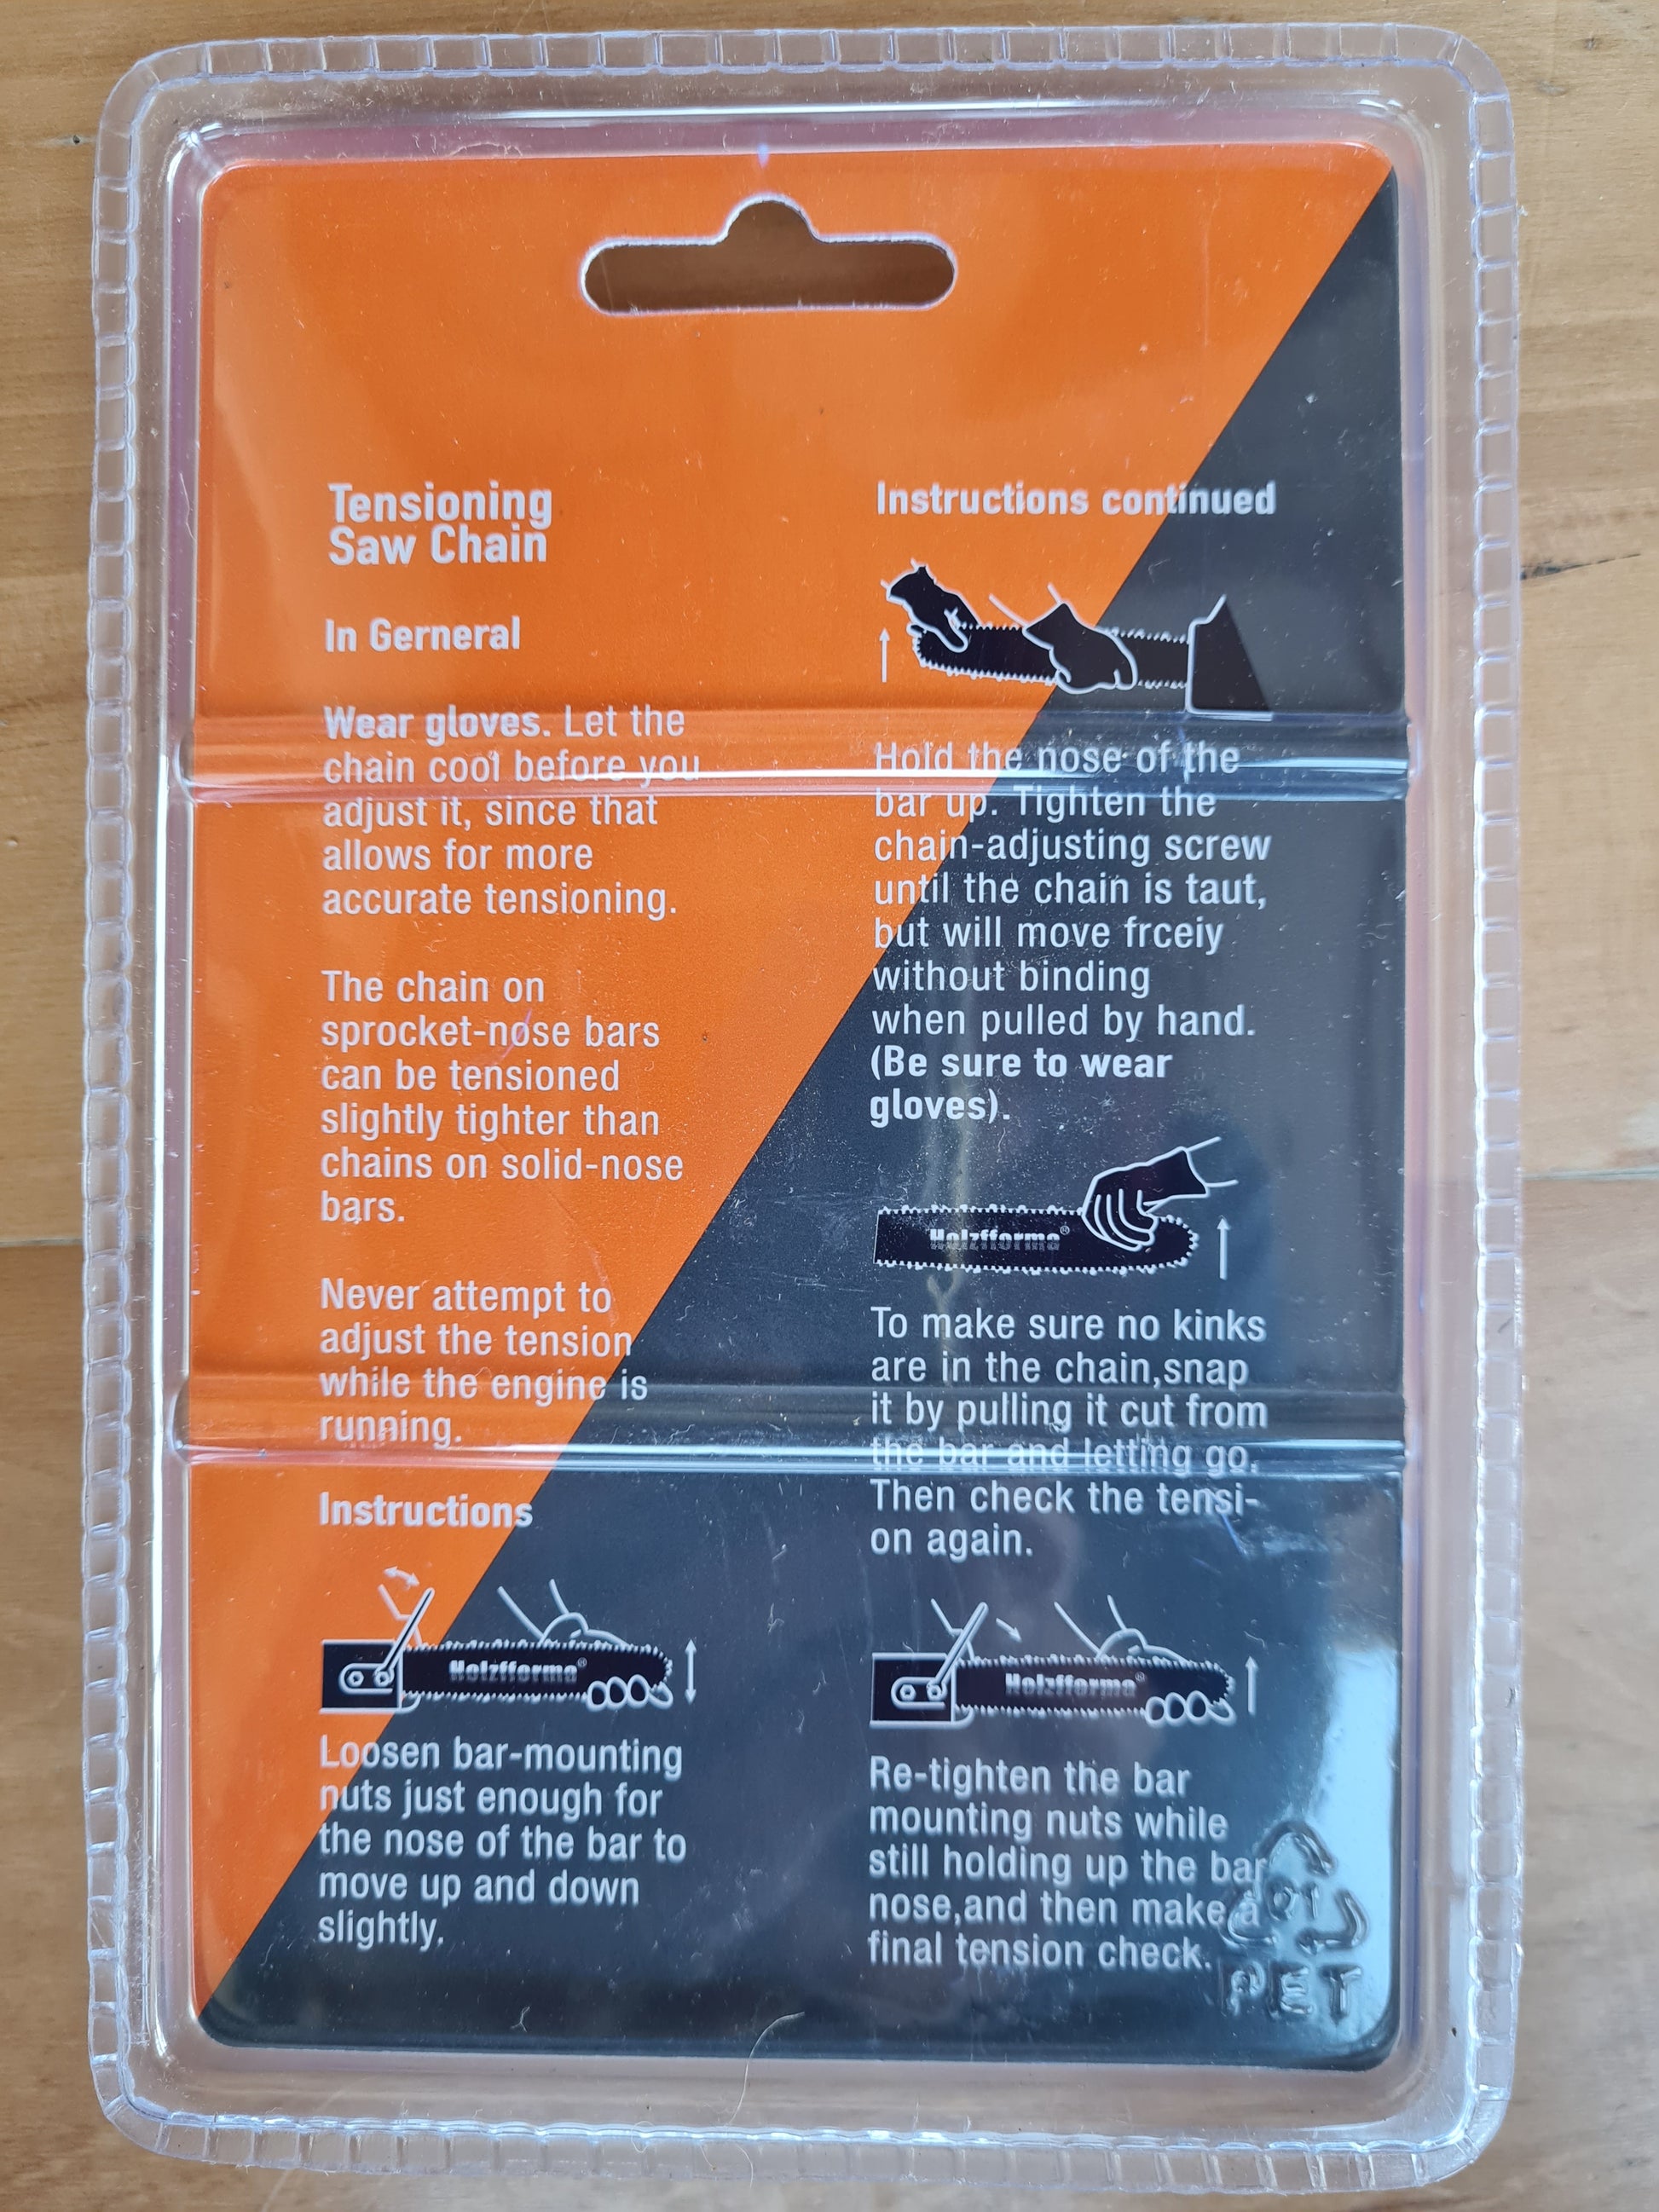 Tensioning
Saw Chain
In Gerneral
Wear gloves. Let the
chain cool before you
adjust it, since that
allows for more
accurate tensioning.
The chain on
sprocket-nose bars
can be tensioned
slightly tighter than
chains on solid-nose
bars.
Never attempt to
adjust the tension
while the engine is
running.
Instructions
Holzfforma®
Loosen bar-mounting
nuts just enough for
the nose of the bar to
move up and down
slightly.
Instructions continued
Hold the nose of the
bar up. Tighten the
chain-adjusting screw
until the chain is taut,
but will move frceiy
without binding
when pulled by hand.
(Be sure to wear
gloves).
Holzfforma®
To make sure no kinks
are in the chain,snap
it by pulling it cut from
the bar and letting go.
Then check the tensi-
on again.
Holzfforma®
Re-tighten the bar
mounting nuts while
still holding up the bar
nose,and then make a
final tension check.
01
PET